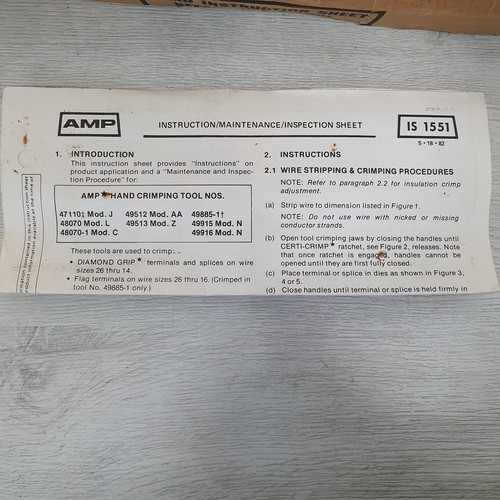 BY INSTRUCTION SHEET
AMP
INSTRUCTION/MAINTENANCE/INSPECTION SHEET
IS 1551
5-18-82
1. INTRODUCTION
This instruction sheet provides "Instructions" on
product application and a "Maintenance and Inspec-
tion Procedure" for:
AMP* HAND CRIMPING TOOL NOS.
47110‡ Mod. J 49512 Mod. AA 49885-1†
48070 Mod. L 49513 Mod. Z 49915 Mod. N
48070-1 Mod. C 49916 Mod. N
These tools are used to crimp
• DIAMOND GRIP* terminals and splices on wire
sizes 26 thru 14.
• Flag terminals on wire sizes 26 thru 16. (Crimped in
tool No. 49885-1 only.)
2. INSTRUCTIONS
2.1 WIRE STRIPPING & CRIMPING PROCEDURES
NOTE: Refer to paragraph 2.2 for insulation crimp
adjustment.
(a) Strip wire to dimension listed in Figure 1.
NOTE: Do not use wire with nicked or missing
conductor strands.
(b) Open tool crimping jaws by closing the handles until
CERTI-CRIMP* ratchet, see Figure 2, releases. Note
that once ratchet is engaged, handles cannot be
opened until they are first fully closed.
(c) Place terminal or splice in dies as shown in Figure 3,
4 or 5.
(d) Close handles until terminal or splice is held firmly in